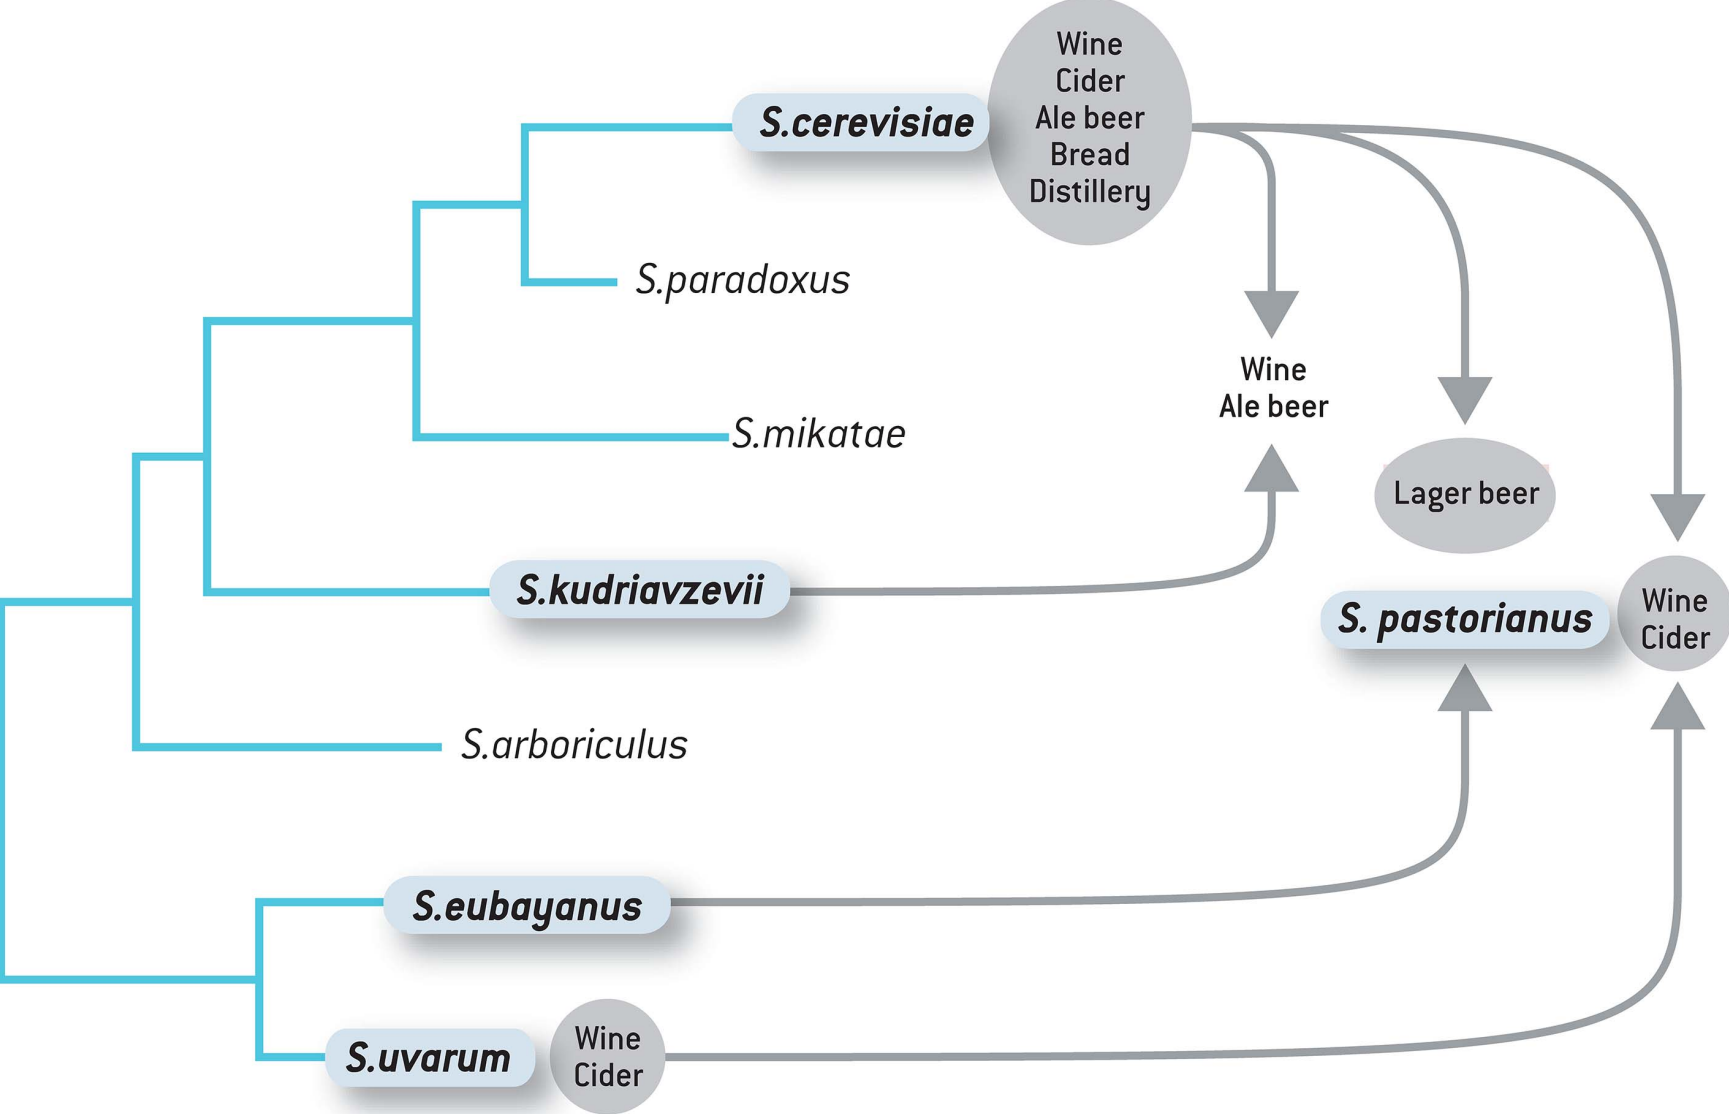 S.cerevisiae
Wine
Cider
Ale beer
Bread
Distillery
S.paradoxus
Wine
Ale beer
S.mikatae
Lager beer
S.kudriavzevii
S. pastorianus
Wine
Cider
S.arboriculus
S.eubayanus
S.uvarum
Wine
Cider